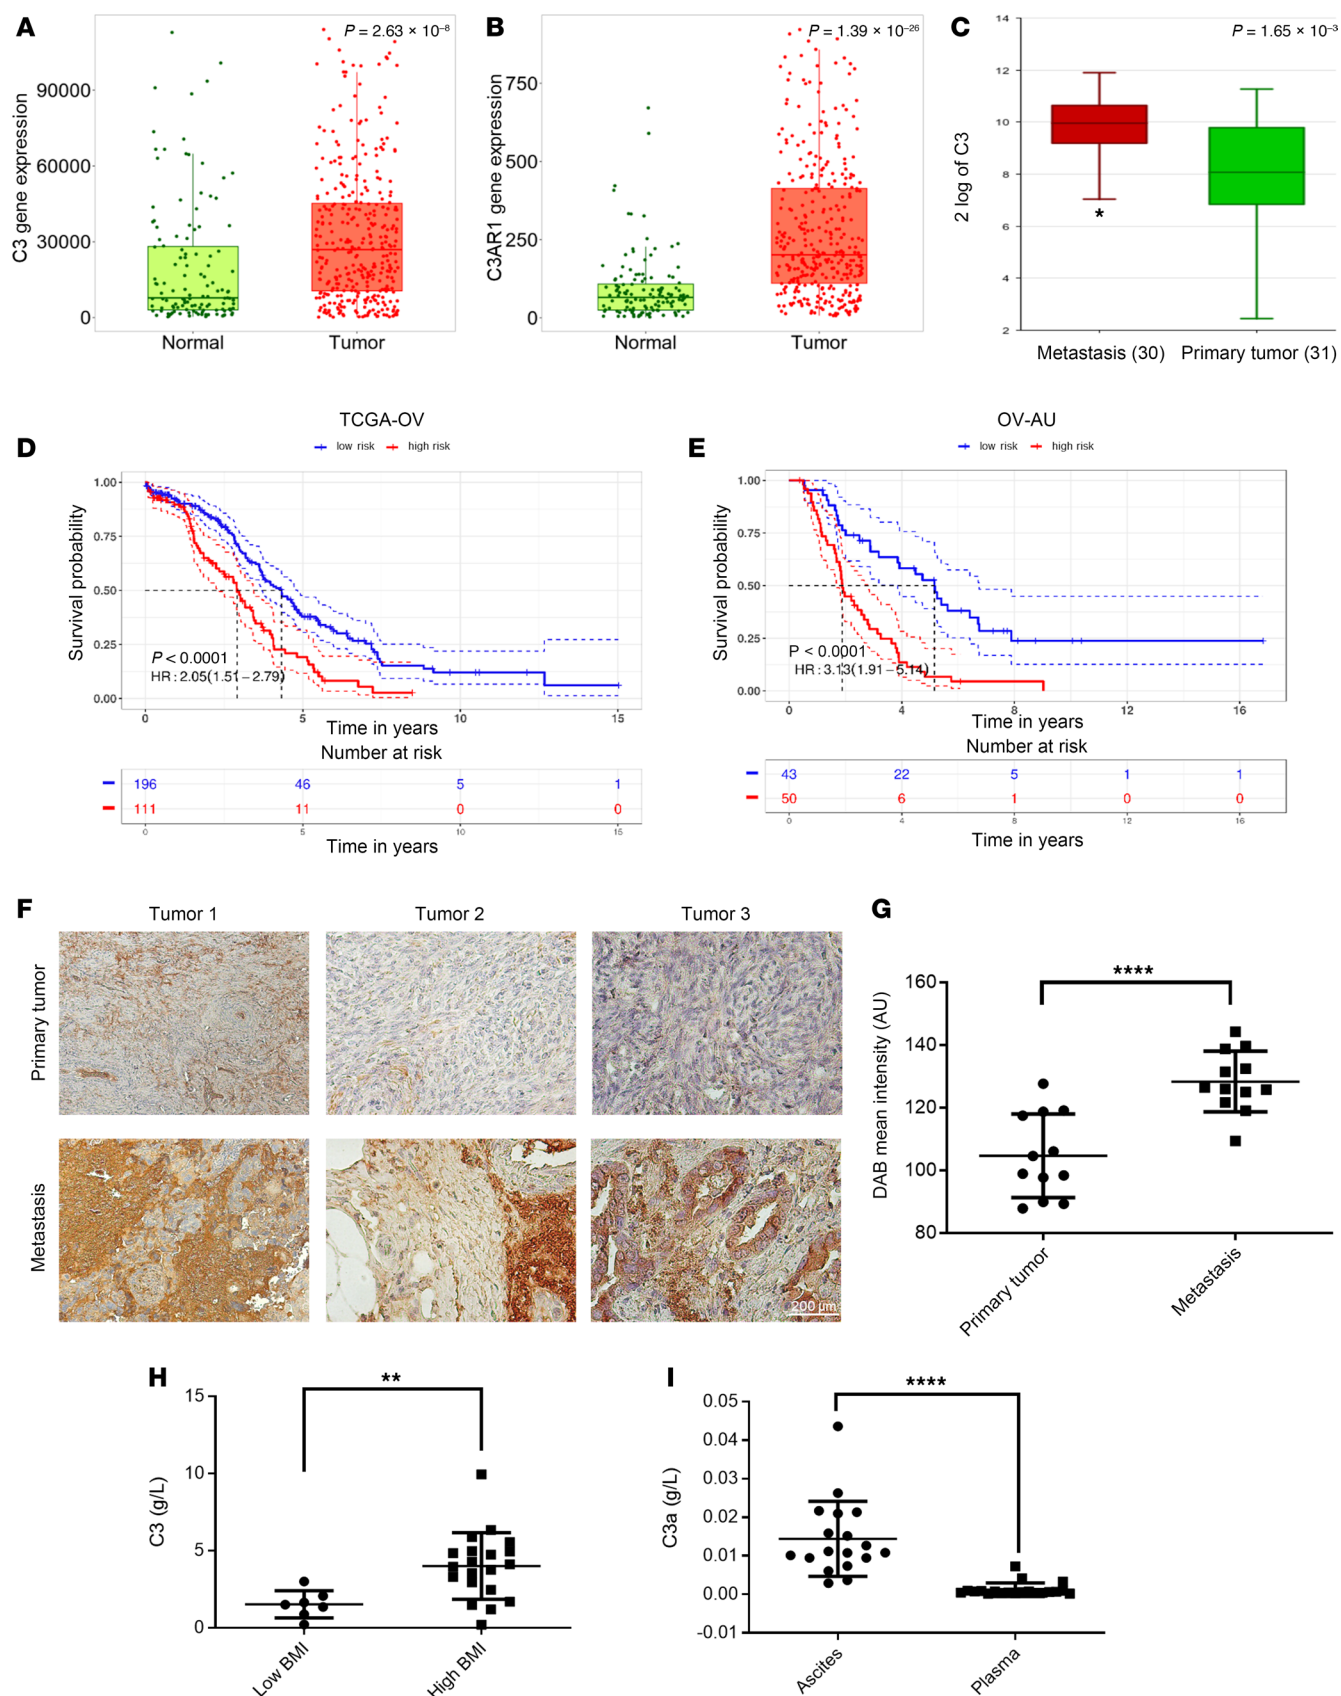 A
P = 2.63 × 10⁻⁸
C3 gene expression
90000
60000
30000
0
Normal
Tumor
B
P = 1.39 × 10⁻²⁶
C3AR1 gene expression
750
500
250
0
Normal
Tumor
C
P = 1.65 × 10⁻³
2 log of C3
14
12
10
8
6
4
2
*
Metastasis (30)
Primary tumor (31)
D
TCGA-OV
low risk
high risk
Survival probability
1.00
0.75
0.50
0.25
0.00
P < 0.0001
HR : 2.05(1.51 – 2.79)
0 5 10 15
Time in years
Number at risk
196 46 5 1
111 11 0 0
0 5 10 15
Time in years
E
OV-AU
low risk
high risk
Survival probability
1.00
0.75
0.50
0.25
0.00
P < 0.0001
HR : 3.13(1.91 – 5.14)
0 4 8 12 16
Time in years
Number at risk
43 22 5 1 1
50 6 1 0 0
0 4 8 12 16
Time in years
F
Tumor 1
Tumor 2
Tumor 3
Primary tumor
Metastasis
200 µm
G
DAB mean intensity (AU)
160
140
120
100
80
****
Primary tumor
Metastasis
H
C3 (g/L)
15
10
5
0
**
Low BMI
High BMI
I
C3a (g/L)
0.05
0.04
0.03
0.02
0.01
0.00
-0.01
****
Ascites
Plasma